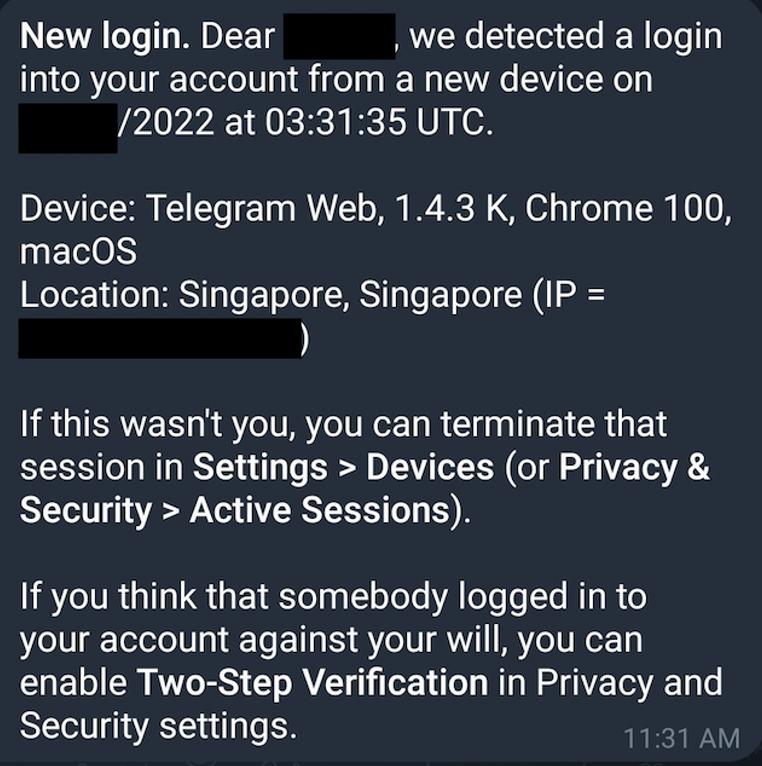 New login. Dear , we detected a login
into your account from a new device on
/2022 at 03:31:35 UTC.
Device: Telegram Web, 1.4.3 K, Chrome 100,
macOS
Location: Singapore, Singapore (IP =
)
If this wasn't you, you can terminate that
session in Settings > Devices (or Privacy &
Security > Active Sessions).
If you think that somebody logged in to
your account against your will, you can
enable Two-Step Verification in Privacy and
Security settings.
11:31 AM